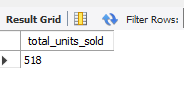 Result Grid Filter Rows:
total_units_sold
518